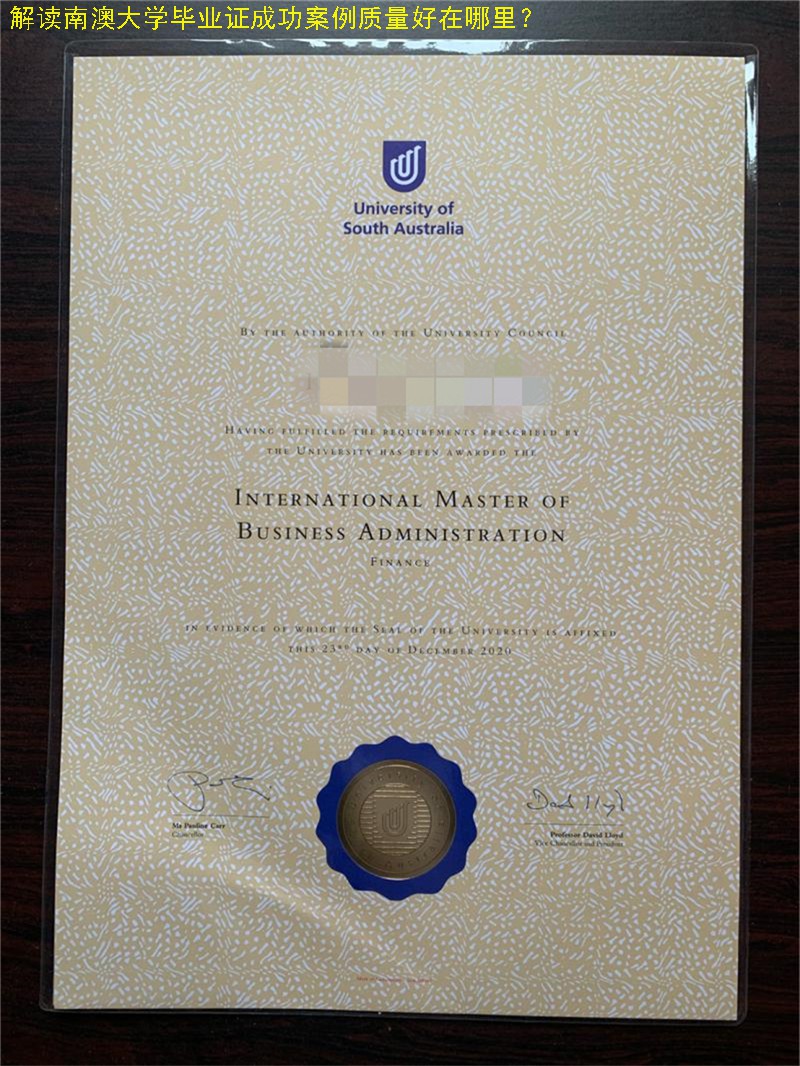 解读南澳大学毕业证成功案例质量好在哪里？
University of
South Australia
BY THE AUTHORITY OF THE UNIVERSITY COUNCIL
HAVING FULFILLED THE REQUIREMENTS PRESCRIBED BY
THE UNIVERSITY HAS BEEN AWARDED THE
INTERNATIONAL MASTER OF
BUSINESS ADMINISTRATION
FINANCE
IN EVIDENCE OF WHICH THE SEAL OF THE UNIVERSITY IS AFFIXED
THIS 23RD DAY OF DECEMBER 2020
Ms Pauline Carr
Chancellor
Professor David Lloyd
Vice Chancellor and President